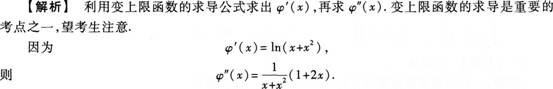 【解析】 利用变上限函数的求导公式求出 φ′(x),再求 φ″(x).变上限函数的求导是重要的
考点之一,望考生注意.
因为
φ′(x)=ln(x+x²),
则 φ″(x)=1/(x+x²)(1+2x).